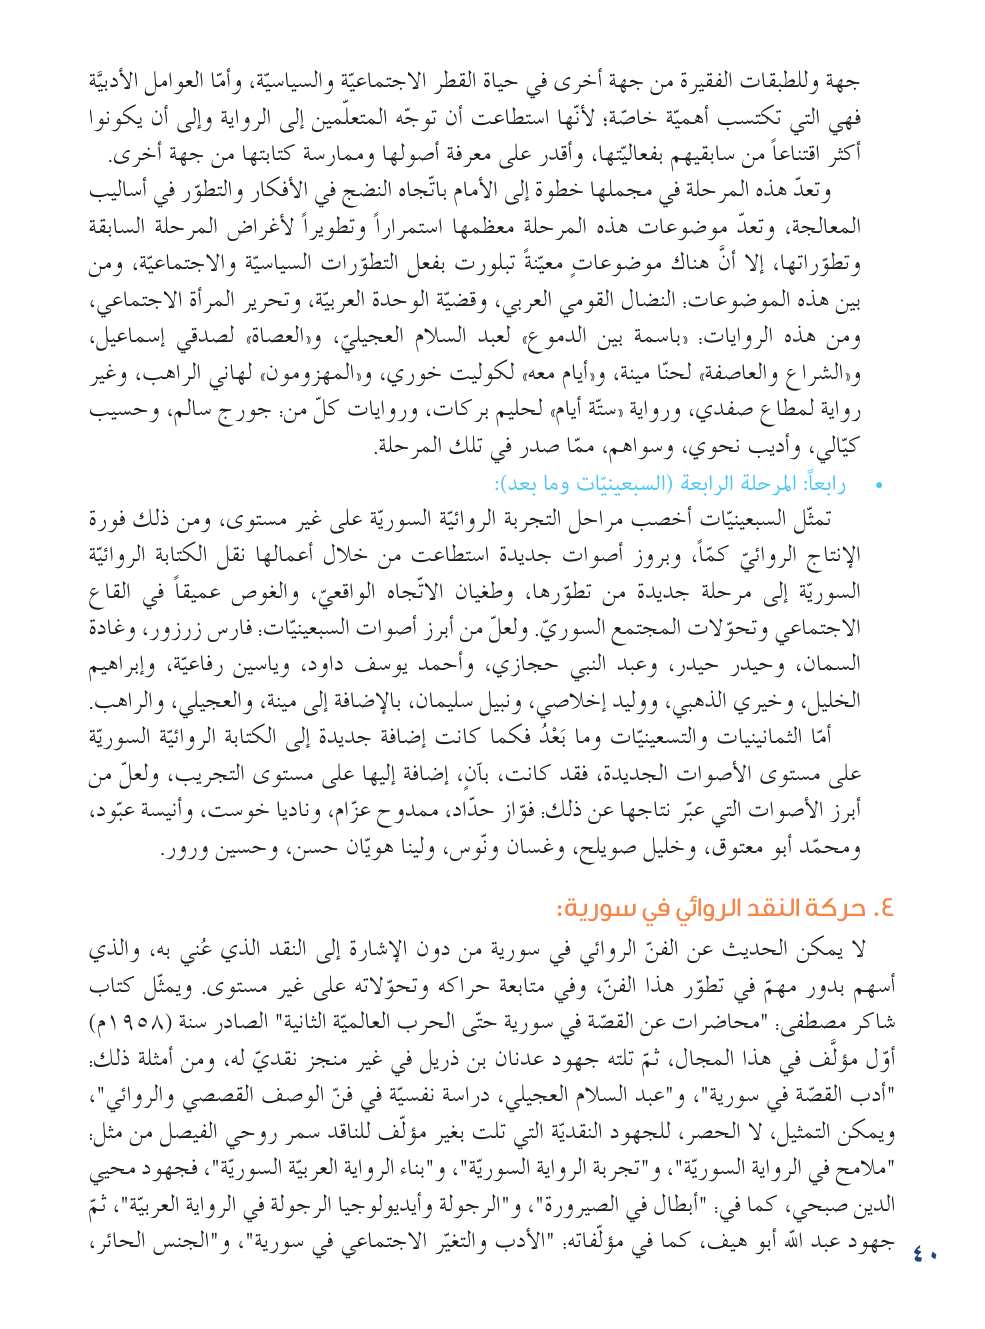 جهة وللطبقات الفقيرة من جهة أخرى في حياة القطر الاجتماعيّة والسياسيّة، وأمّا العوامل الأدبيَّة
فهي التي تكتسب أهميّة خاصّة؛ لأنّها استطاعت أن توجّه المتعلّمين إلى الرواية وإلى أن يكونوا
أكثر اقتناعاً من سابقيهم بفعاليّتها، وأقدر على معرفة أصولها وممارسة كتابتها من جهة أخرى.
وتعدّ هذه المرحلة في مجملها خطوة إلى الأمام باتّجاه النضج في الأفكار والتطوّر في أساليب
المعالجة، وتعدّ موضوعات هذه المرحلة معظمها استمراراً وتطويراً لأغراض المرحلة السابقة
وتطوّراتها، إلا أنَّ هناك موضوعاتٍ معيّنةً تبلورت بفعل التطوّرات السياسيّة والاجتماعيّة، ومن
بين هذه الموضوعات: النضال القومي العربي، وقضيّة الوحدة العربيّة، وتحرير المرأة الاجتماعي،
ومن هذه الروايات: «باسمة بين الدموع» لعبد السلام العجيليّ، و«العصاة» لصدقي إسماعيل،
و«الشراع والعاصفة» لحنّا مينة، و«أيام معه» لكوليت خوري، و«المهزومون» لهاني الراهب، وغير
رواية لمطاع صفدي، ورواية «ستّة أيام» لحليم بركات، وروايات كلّ من: جورج سالم، وحسيب
كيّالي، وأديب نحوي، وسواهم، ممّا صدر في تلك المرحلة.
• رابعاً: المرحلة الرابعة (السبعينيّات وما بعد):
تمثّل السبعينيّات أخصب مراحل التجربة الروائيّة السوريّة على غير مستوى، ومن ذلك فورة
الإنتاج الروائيّ كمّاً، وبروز أصوات جديدة استطاعت من خلال أعمالها نقل الكتابة الروائيّة
السوريّة إلى مرحلة جديدة من تطوّرها، وطغيان الاتّجاه الواقعيّ، والغوص عميقاً في القاع
الاجتماعي وتحوّلات المجتمع السوريّ. ولعلّ من أبرز أصوات السبعينيّات: فارس زرزور، وغادة
السمان، وحيدر حيدر، وعبد النبي حجازي، وأحمد يوسف داود، وياسين رفاعيّة، وإبراهيم
الخليل، وخيري الذهبي، ووليد إخلاصي، ونبيل سليمان، بالإضافة إلى مينة، والعجيلي، والراهب.
أمّا الثمانينيات والتسعينيّات وما بَعْدُ فكما كانت إضافة جديدة إلى الكتابة الروائيّة السوريّة
على مستوى الأصوات الجديدة، فقد كانت، بآنٍ، إضافة إليها على مستوى التجريب، ولعلّ من
أبرز الأصوات التي عبّر نتاجها عن ذلك: فوّاز حدّاد، ممدوح عزّام، وناديا خوست، وأنيسة عبّود،
ومحمّد أبو معتوق، وخليل صويلح، وغسان ونّوس، ولينا هويّان حسن، وحسين ورور.
٤. حركة النقد الروائي في سورية:
لا يمكن الحديث عن الفنّ الروائي في سورية من دون الإشارة إلى النقد الذي عُني به، والذي
أسهم بدور مهمّ في تطوّر هذا الفنّ، وفي متابعة حراكه وتحوّلاته على غير مستوى. ويمثّل كتاب
شاكر مصطفى: "محاضرات عن القصّة في سورية حتّى الحرب العالميّة الثانية" الصادر سنة (١٩٥٨م)
أوّل مؤلَّف في هذا المجال، ثمّ تلته جهود عدنان بن ذريل في غير منجز نقديّ له، ومن أمثلة ذلك:
"أدب القصّة في سورية"، و"عبد السلام العجيلي، دراسة نفسيّة في فنّ الوصف القصصي والروائي"،
ويمكن التمثيل، لا الحصر، للجهود النقديّة التي تلت بغير مؤلّف للناقد سمر روحي الفيصل من مثل:
"ملامح في الرواية السوريّة"، و"تجربة الرواية السوريّة"، و"بناء الرواية العربيّة السوريّة"، فجهود محيي
الدين صبحي، كما في: "أبطال في الصيرورة"، و"الرجولة وأيديولوجيا الرجولة في الرواية العربيّة"، ثمّ
جهود عبد الله أبو هيف، كما في مؤلّفاته: "الأدب والتغيّر الاجتماعي في سورية"، و"الجنس الحائر،
٤٠